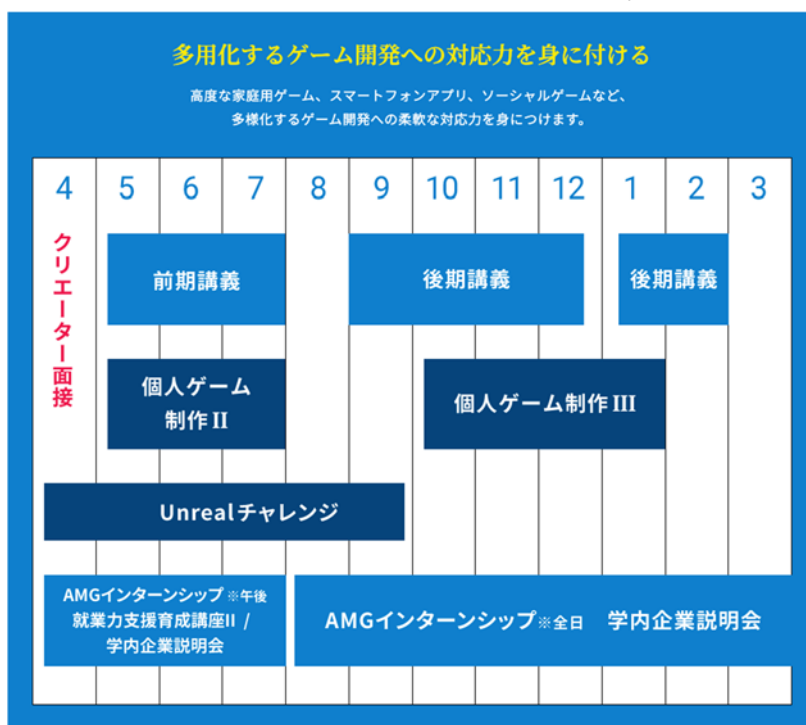 多用化するゲーム開発への対応力を身に付ける
高度な家庭用ゲーム、スマートフォンアプリ、ソーシャルゲームなど、
多様化するゲーム開発への柔軟な対応力を身につけます。
4 5 6 7 8 9 10 11 12 1 2 3
クリエーター面接
前期講義
後期講義
後期講義
個人ゲーム
制作 II
個人ゲーム制作 III
Unrealチャレンジ
AMGインターンシップ ※午後
就業力支援育成講座II /
学内企業説明会
AMGインターンシップ※全日 学内企業説明会